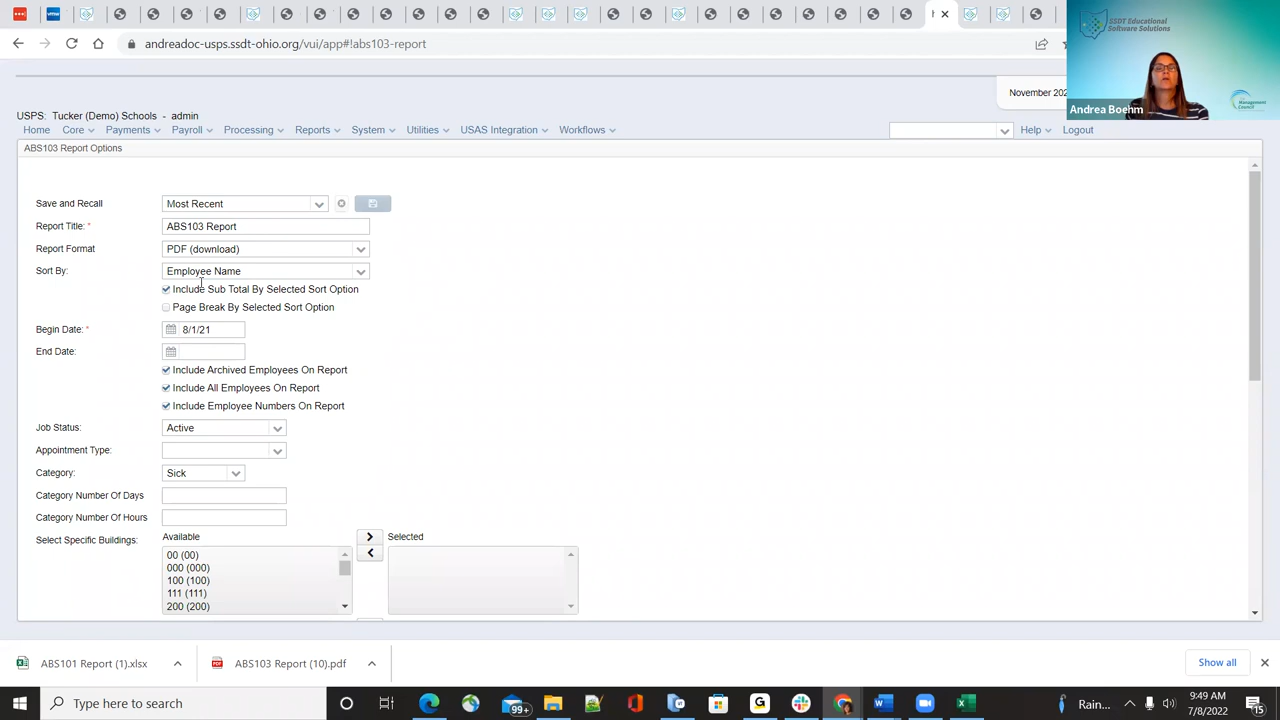 andreadoc-usps.ssdt-ohio.org/vui/app#!abs103-report
SSDT Educational
Software Solutions
Management
Council
Andrea Boehm
November 202
USPS: Tucker (Demo) Schools - admin
Home Core Payments Payroll Processing Reports System Utilities USAS Integration Workflows Help Logout
ABS103 Report Options
Save and Recall Most Recent
Report Title: * ABS103 Report
Report Format PDF (download)
Sort By: Employee Name
Include Sub Total By Selected Sort Option
Page Break By Selected Sort Option
Begin Date: * 8/1/21
End Date:
Include Archived Employees On Report
Include All Employees On Report
Include Employee Numbers On Report
Job Status: Active
Appointment Type:
Category: Sick
Category Number Of Days
Category Number Of Hours
Select Specific Buildings: Available Selected
00 (00)
000 (000)
100 (100)
111 (111)
200 (200)
ABS101 Report (1).xlsx ABS103 Report (10).pdf Show all
Type here to search 99+ Rain... 9:49 AM
7/8/2022 15